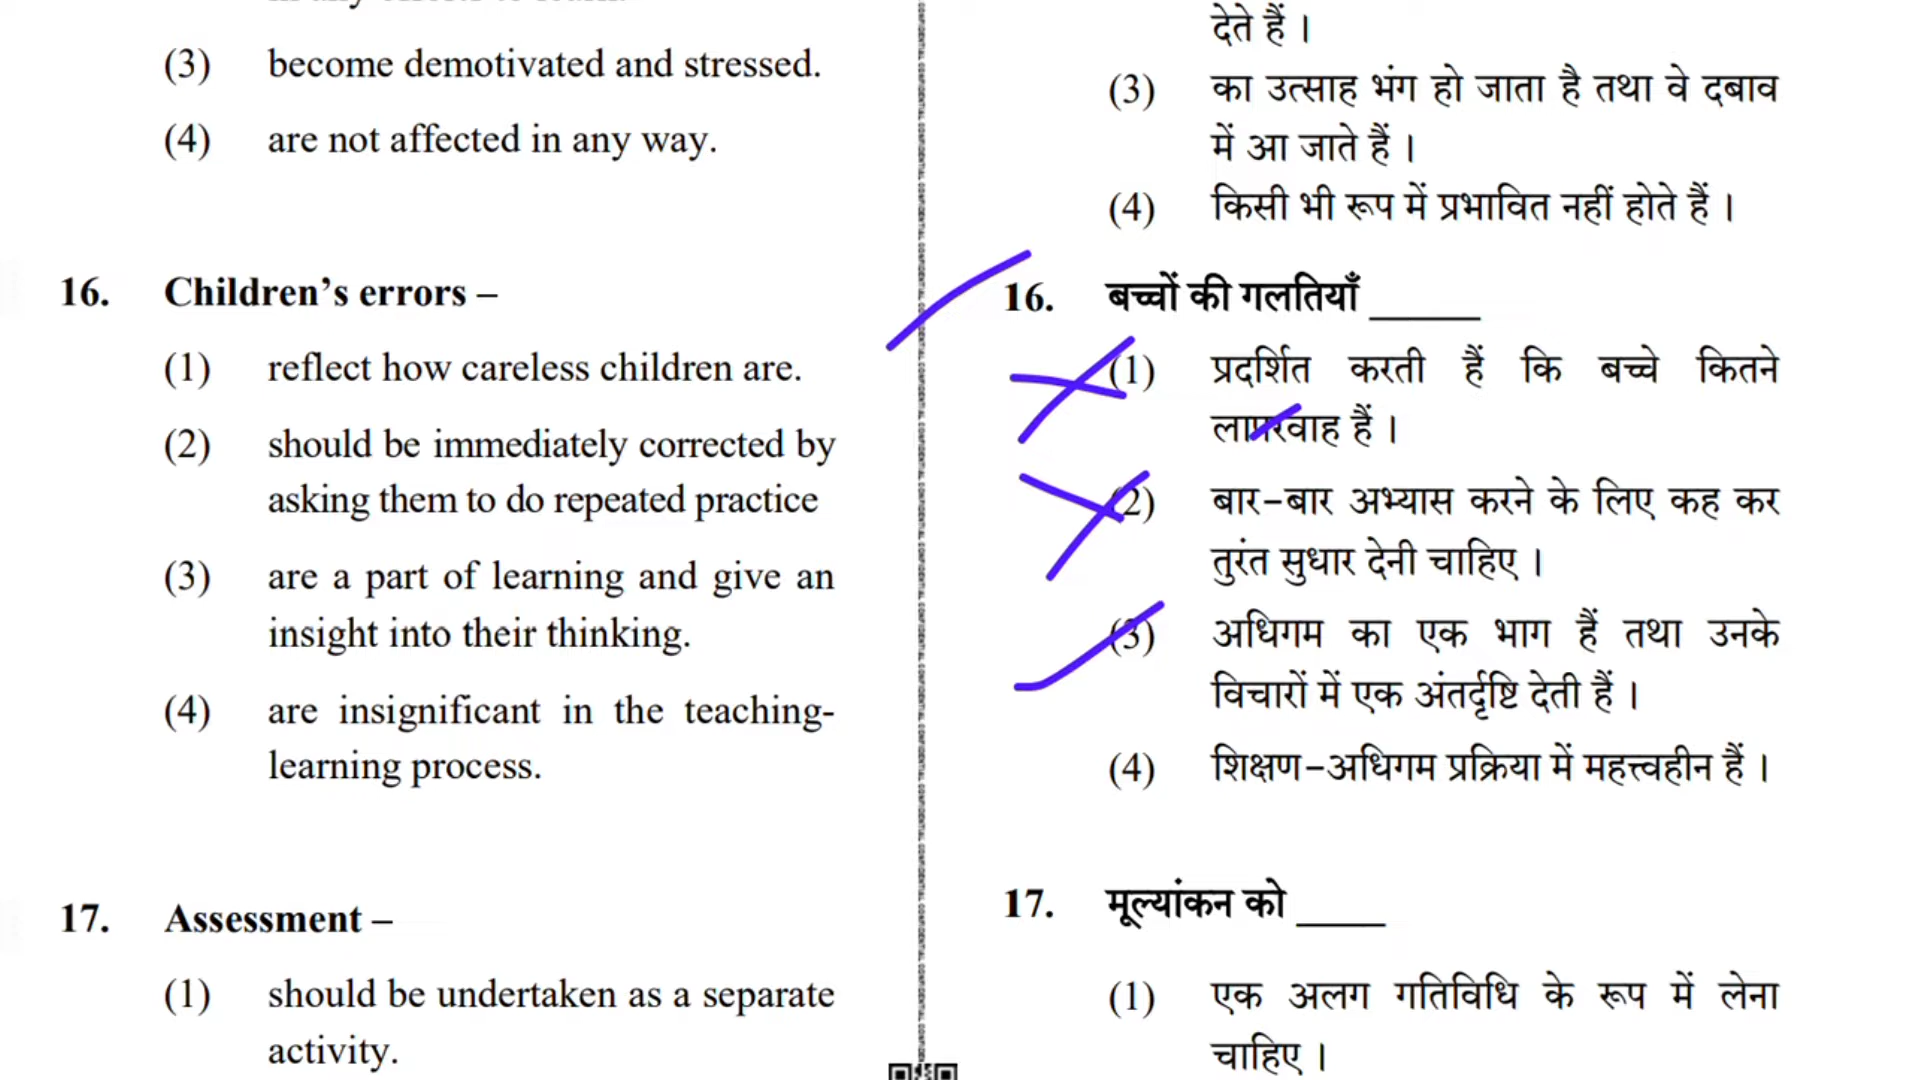 (3) become demotivated and stressed.
(4) are not affected in any way.
16. Children's errors –
(1) reflect how careless children are.
(2) should be immediately corrected by
asking them to do repeated practice
(3) are a part of learning and give an
insight into their thinking.
(4) are insignificant in the teaching-
learning process.
17. Assessment –
(1) should be undertaken as a separate
activity.
देते हैं ।
(3) का उत्साह भंग हो जाता है तथा वे दबाव
में आ जाते हैं ।
(4) किसी भी रूप में प्रभावित नहीं होते हैं ।
16. बच्चों की गलतियाँ _____
(1) प्रदर्शित करती हैं कि बच्चे कितने
लापरवाह हैं ।
(2) बार-बार अभ्यास करने के लिए कह कर
तुरंत सुधार देनी चाहिए ।
(3) अधिगम का एक भाग हैं तथा उनके
विचारों में एक अंतर्दृष्टि देती हैं ।
(4) शिक्षण-अधिगम प्रक्रिया में महत्त्वहीन हैं ।
17. मूल्यांकन को ____
(1) एक अलग गतिविधि के रूप में लेना
चाहिए ।